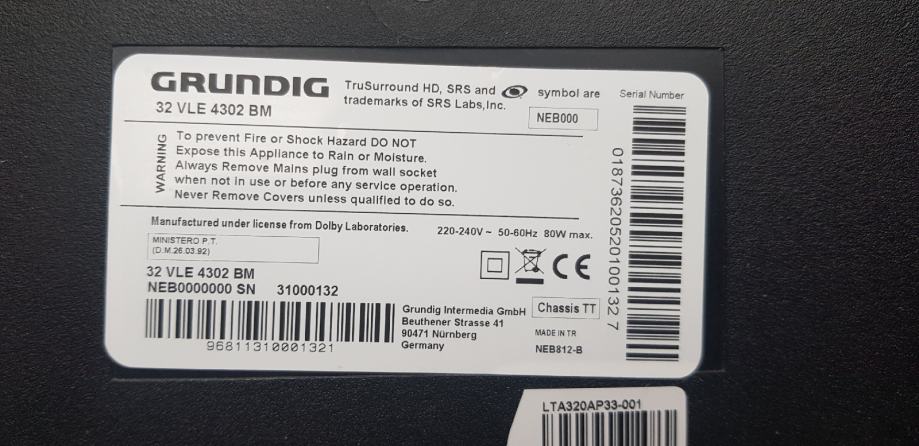 GRUNDIG
32 VLE 4302 BM
TruSurround HD, SRS and symbol are
trademarks of SRS Labs,Inc.
NEB000
Serial Number
018736205201001327
WARNING
To prevent Fire or Shock Hazard DO NOT
Expose this Appliance to Rain or Moisture.
Always Remove Mains plug from wall socket
when not in use or before any service operation.
Never Remove Covers unless qualified to do so.
Manufactured under license from Dolby Laboratories.
220-240V ~ 50-60Hz 80W max.
MINISTERO P.T.
(D.M.26.03.92)
CE
32 VLE 4302 BM
NEB0000000 SN 31000132
96811310001321
Grundig Intermedia GmbH
Beuthener Strasse 41
90471 Nürnberg
Germany
Chassis TT
MADE IN TR
NEB812-B
LTA320AP33-001